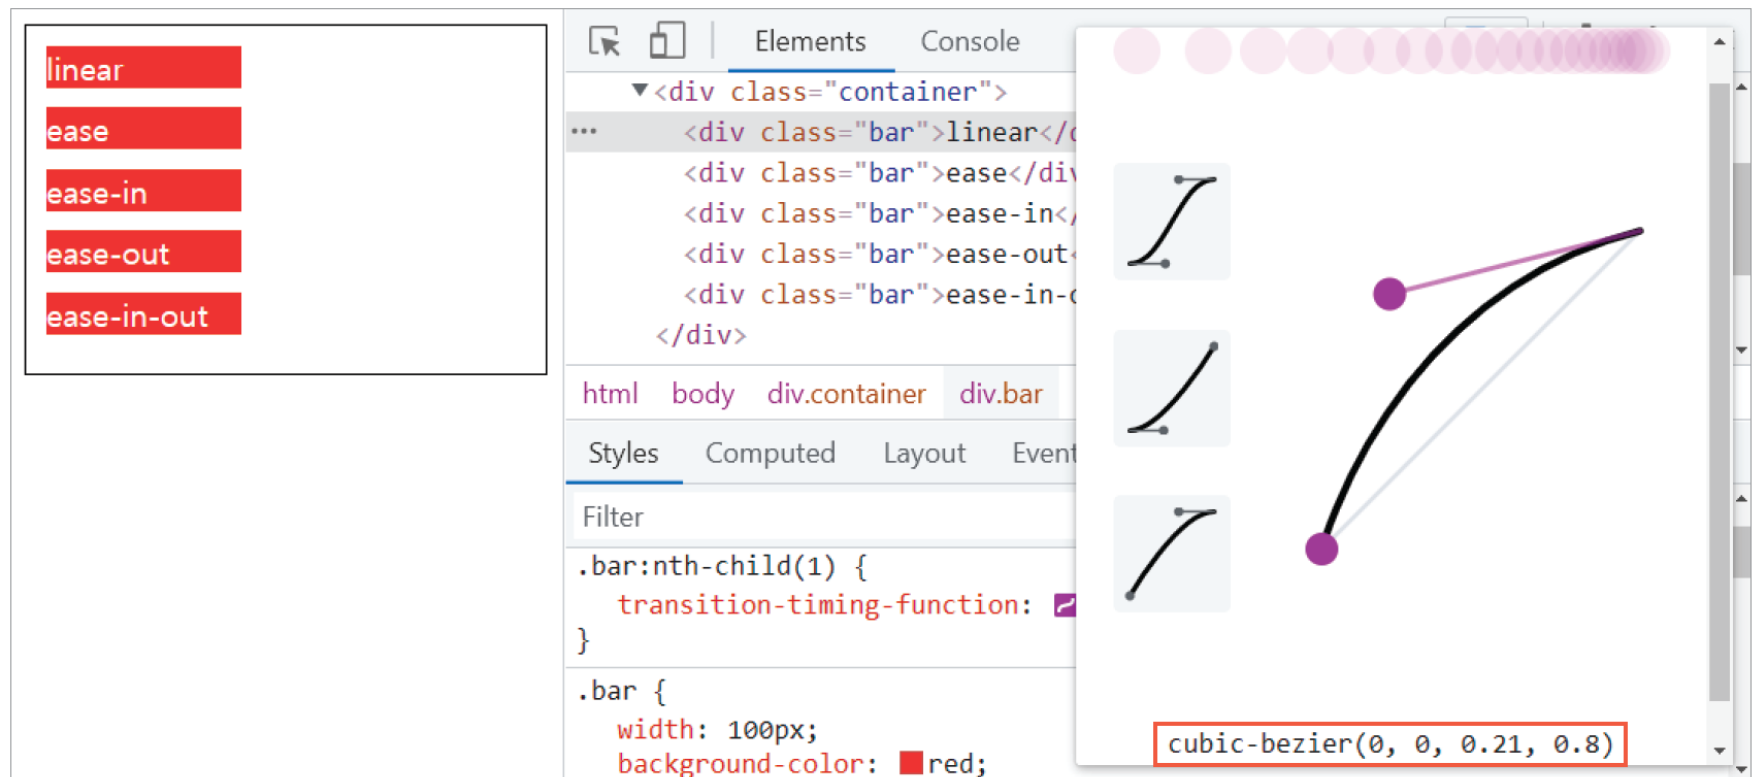 linear
ease
ease-in
ease-out
ease-in-out
Elements Console
<div class="container">
<div class="bar">linear</
<div class="bar">ease</div
<div class="bar">ease-in</
<div class="bar">ease-out
<div class="bar">ease-in-
</div>
html body div.container div.bar
Styles Computed Layout Event
Filter
.bar:nth-child(1) {
transition-timing-function:
}
.bar {
width: 100px;
background-color: red;
cubic-bezier(0, 0, 0.21, 0.8)